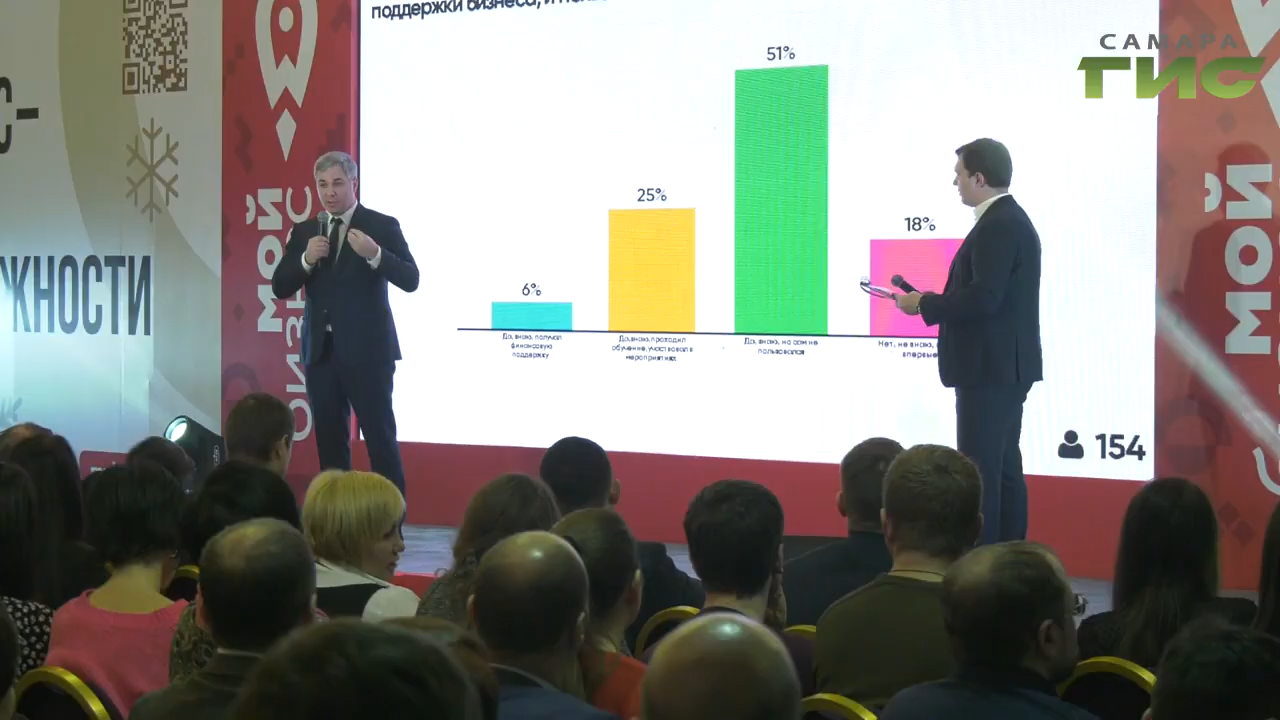 поддержки бизнеса, и
САМАРА
ГИС
51%
25%
18%
6%
Да, знаю, получал
финансовую
поддержку
Да, знаю, проходил
обучение, участвовал в
мероприятиях
Да, знаю, но сам не
пользовался
Нет, не знаю,
впервые
154
С-
ЖНОСТИ
МОЙ
БИЗНЕС
МОЙ